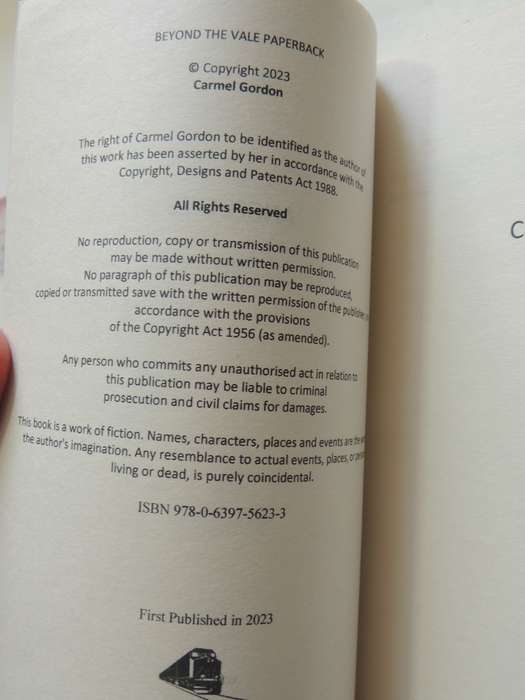 BEYOND THE VALE PAPERBACK
© Copyright 2023
Carmel Gordon
The right of Carmel Gordon to be identified as the author of
this work has been asserted by her in accordance with the
Copyright, Designs and Patents Act 1988.
All Rights Reserved
No reproduction, copy or transmission of this publication
may be made without written permission.
No paragraph of this publication may be reproduced,
copied or transmitted save with the written permission of the
accordance with the provisions
of the Copyright Act 1956 (as amended).
Any person who commits any unauthorised act in relation to
this publication may be liable to criminal
prosecution and civil claims for damages.
This book is a work of fiction. Names, characters, places and events are the
the author's imagination. Any resemblance to actual events, places, or
living or dead, is purely coincidental.
ISBN 978-0-6397-5623-3
First Published in 2023
C